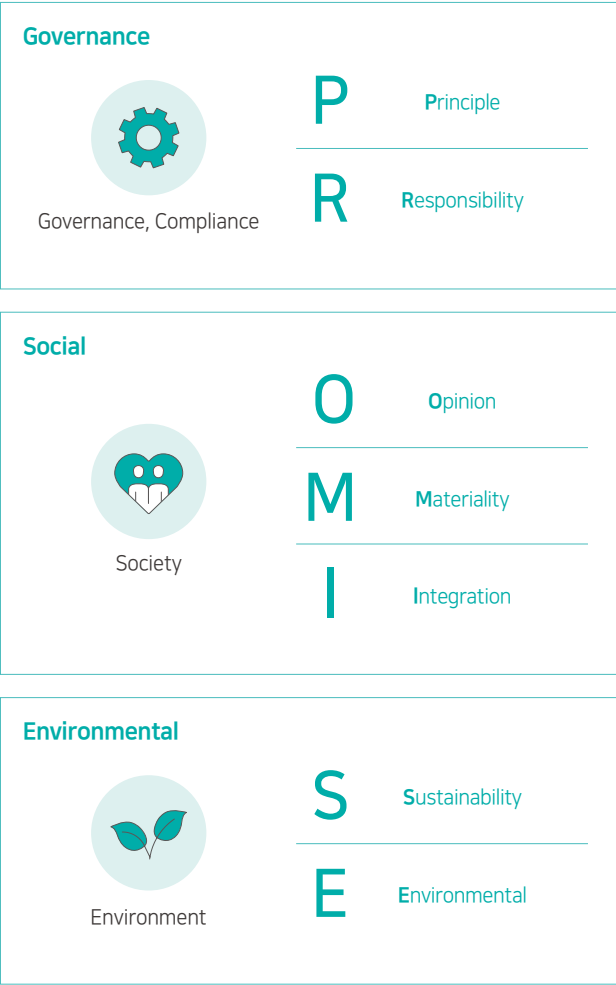 Governance
Governance, Compliance
P
Principle
R
Responsibility
Social
Society
O
Opinion
M
Materiality
I
Integration
Environmental
Environment
S
Sustainability
E
Environmental